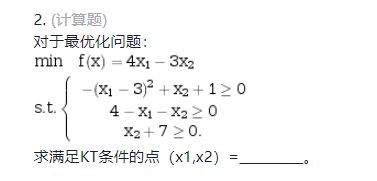 2. (计算题)
对于最优化问题：
min f(x) = 4x₁ − 3x₂
−(x₁ − 3)² + x₂ + 1 ≥ 0
s.t. { 4 − x₁ − x₂ ≥ 0
x₂ + 7 ≥ 0.
求满足KT条件的点（x1,x2）=________。